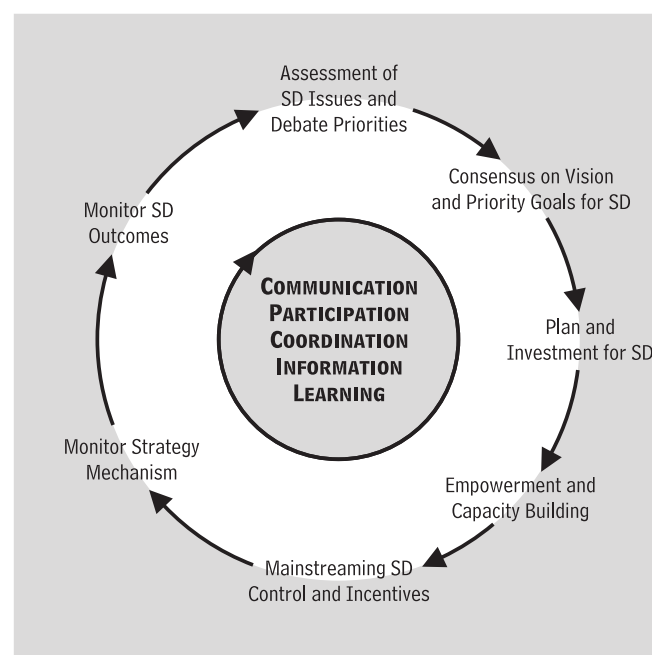 Assessment of
SD Issues and
Debate Priorities
Consensus on Vision
and Priority Goals for SD
Plan and
Investment for SD
Empowerment and
Capacity Building
Mainstreaming SD
Control and Incentives
Monitor Strategy
Mechanism
Monitor SD
Outcomes
COMMUNICATION
PARTICIPATION
COORDINATION
INFORMATION
LEARNING